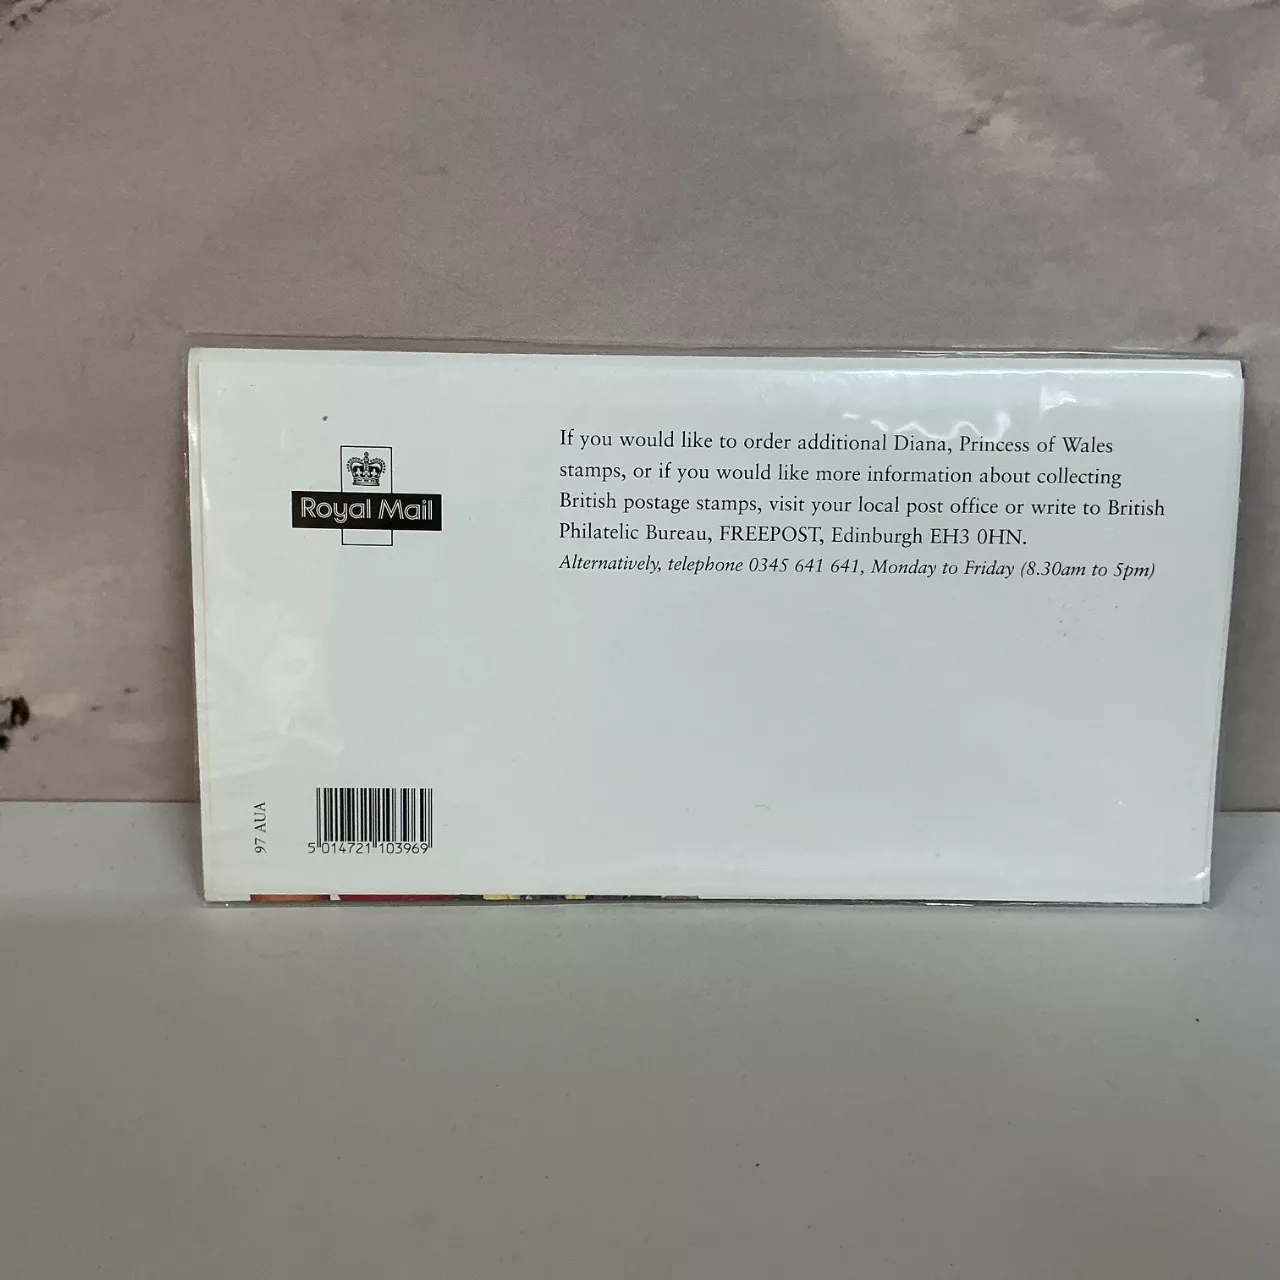 Royal Mail
If you would like to order additional Diana, Princess of Wales
stamps, or if you would like more information about collecting
British postage stamps, visit your local post office or write to British
Philatelic Bureau, FREEPOST, Edinburgh EH3 0HN.
Alternatively, telephone 0345 641 641, Monday to Friday (8.30am to 5pm)
97 AUA
5 014721 103969